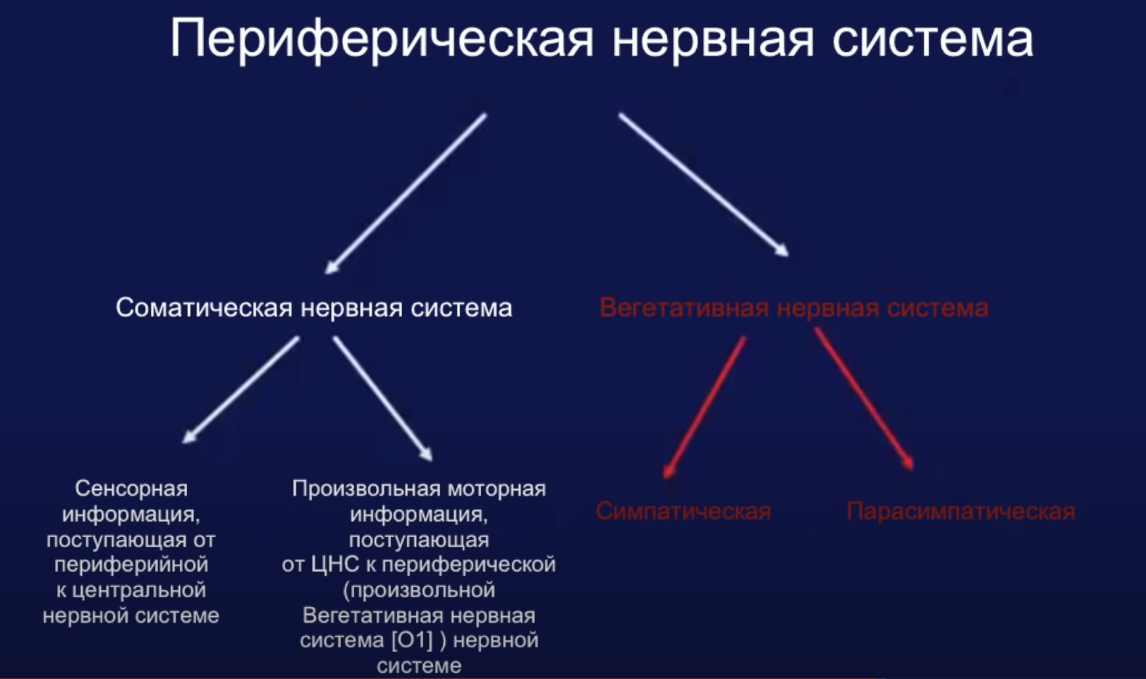 Периферическая нервная система
Соматическая нервная система
Вегетативная нервная система
Сенсорная
информация,
поступающая от
периферийной
к центральной
нервной системе
Произвольная моторная
информация,
поступающая
от ЦНС к периферической
(произвольной
Вегетативная нервная
система [O1] ) нервной
системе
Симпатическая
Парасимпатическая